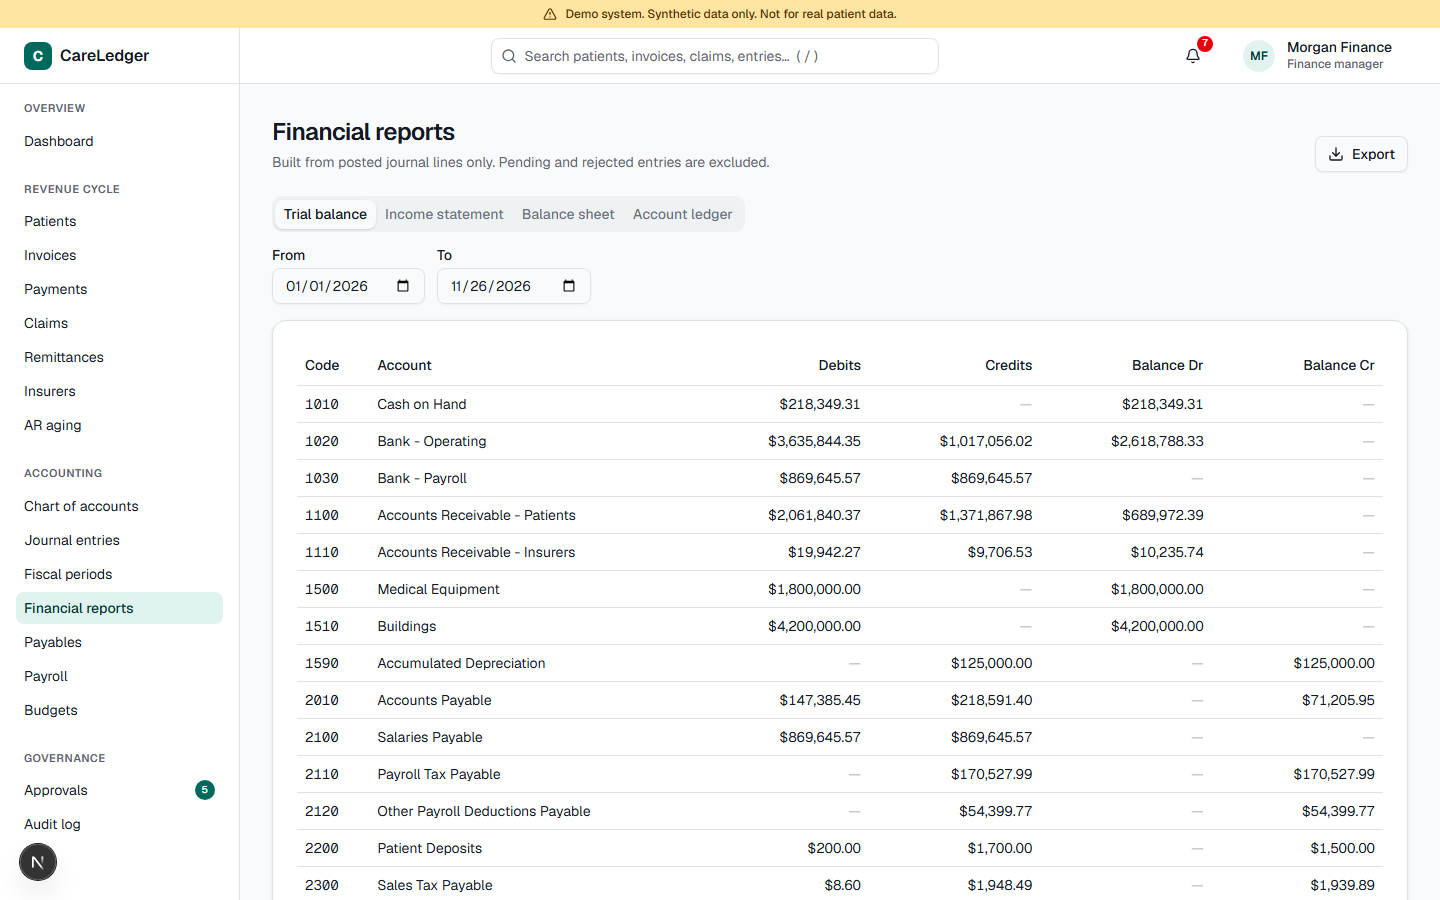 Demo system. Synthetic data only. Not for real patient data.
C CareLedger
Search patients, invoices, claims, entries... ( / )
7
MF
Morgan Finance
Finance manager
OVERVIEW
Dashboard
REVENUE CYCLE
Patients
Invoices
Payments
Claims
Remittances
Insurers
AR aging
ACCOUNTING
Chart of accounts
Journal entries
Fiscal periods
Financial reports
Payables
Payroll
Budgets
GOVERNANCE
Approvals 5
Audit log
N
Financial reports
Built from posted journal lines only. Pending and rejected entries are excluded.
Export
Trial balance Income statement Balance sheet Account ledger
From To
01/01/2026 11/26/2026
Code Account Debits Credits Balance Dr Balance Cr
1010 Cash on Hand $218,349.31 — $218,349.31 —
1020 Bank - Operating $3,635,844.35 $1,017,056.02 $2,618,788.33 —
1030 Bank - Payroll $869,645.57 $869,645.57 — —
1100 Accounts Receivable - Patients $2,061,840.37 $1,371,867.98 $689,972.39 —
1110 Accounts Receivable - Insurers $19,942.27 $9,706.53 $10,235.74 —
1500 Medical Equipment $1,800,000.00 — $1,800,000.00 —
1510 Buildings $4,200,000.00 — $4,200,000.00 —
1590 Accumulated Depreciation — $125,000.00 — $125,000.00
2010 Accounts Payable $147,385.45 $218,591.40 — $71,205.95
2100 Salaries Payable $869,645.57 $869,645.57 — —
2110 Payroll Tax Payable — $170,527.99 — $170,527.99
2120 Other Payroll Deductions Payable — $54,399.77 — $54,399.77
2200 Patient Deposits $200.00 $1,700.00 — $1,500.00
2300 Sales Tax Payable $8.60 $1,948.49 — $1,939.89